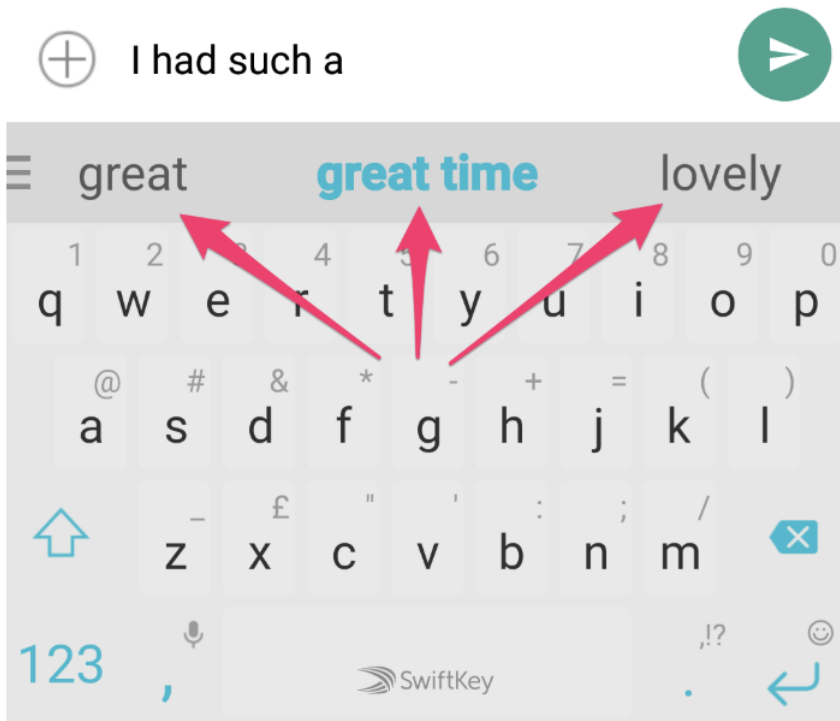 I had such a
great great time lovely
1 2 3 4 5 6 7 8 9 0
q w e r t y u i o p
@ # & * - + = ( )
a s d f g h j k l
_ £ " ' : ; /
z x c v b n m
,!?
123 , SwiftKey .